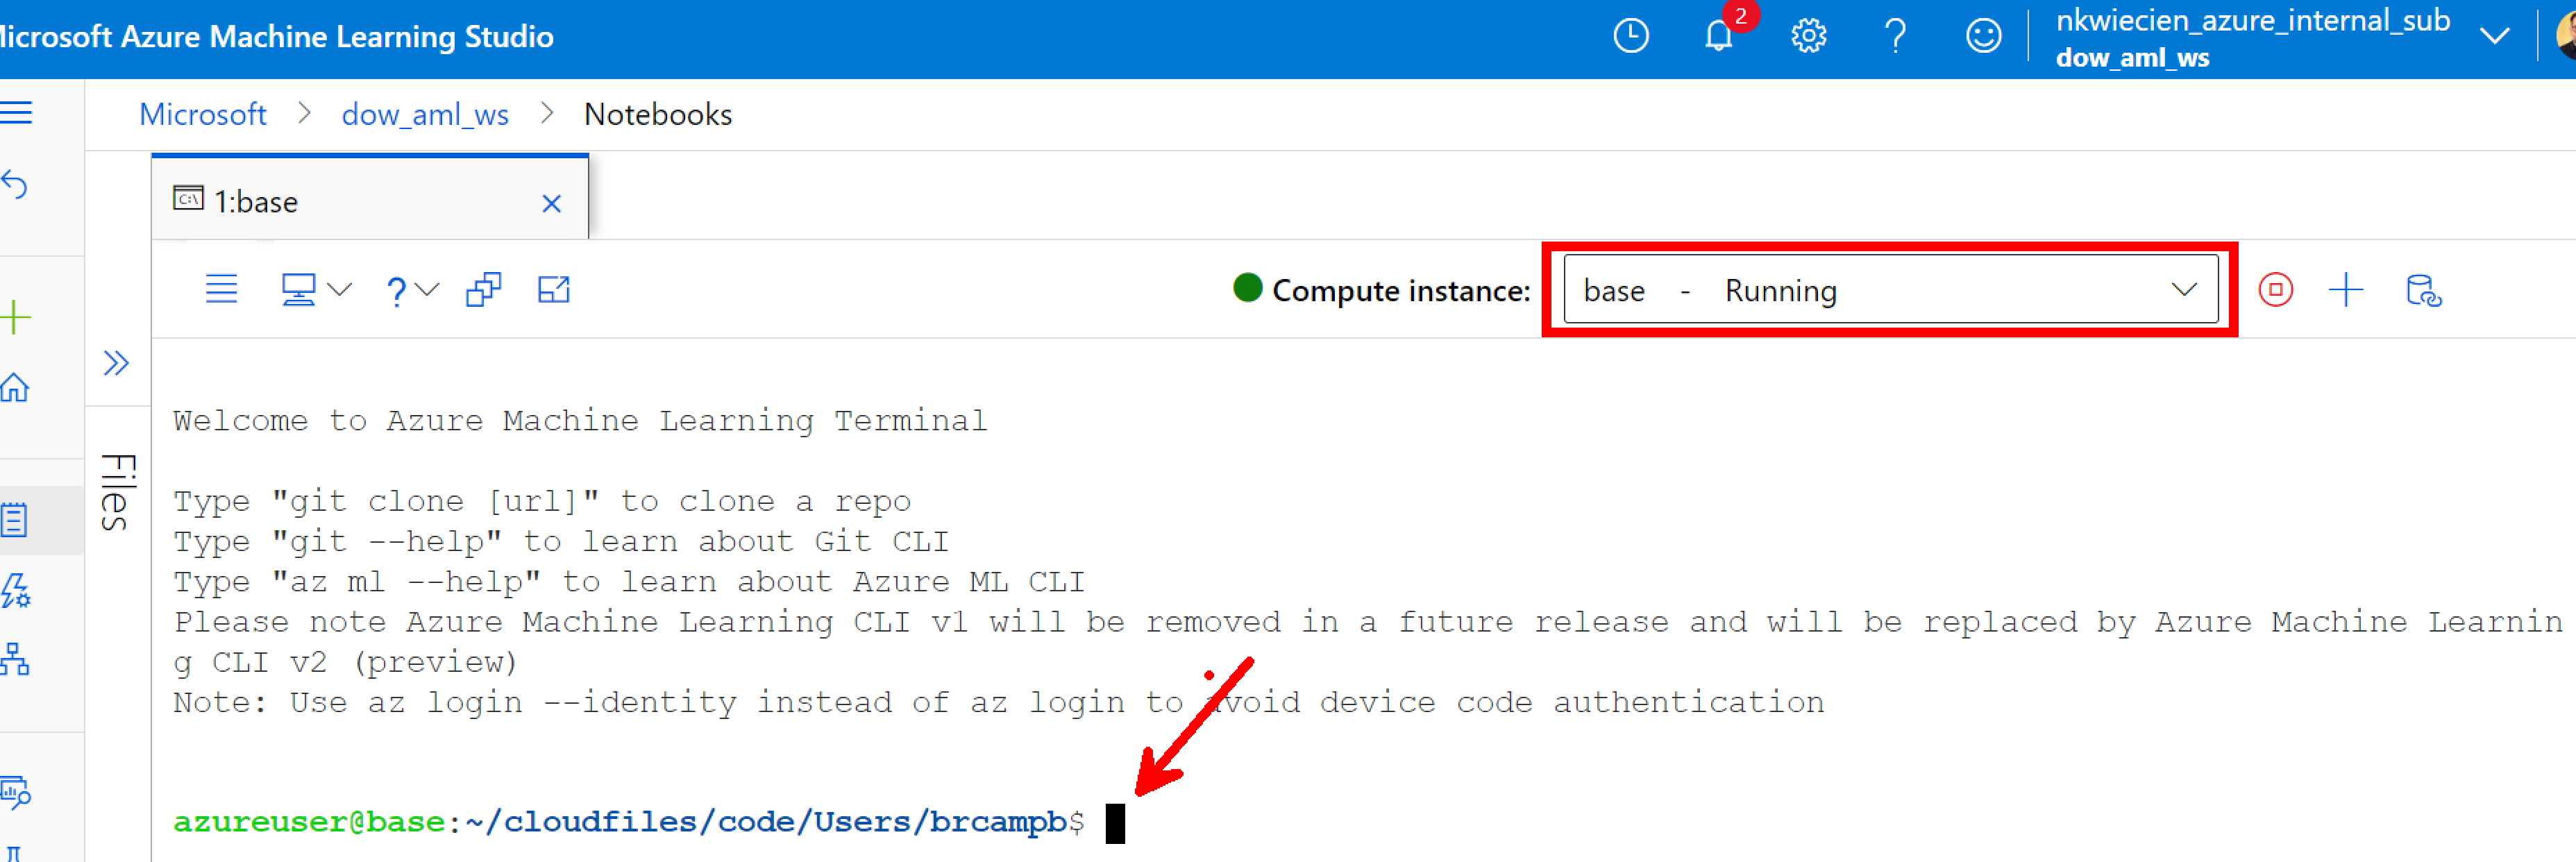 Microsoft Azure Machine Learning Studio
2
nkwiecien_azure_internal_sub
dow_aml_ws
Microsoft > dow_aml_ws > Notebooks
C:\ 1:base
Compute instance: base - Running
Files
Welcome to Azure Machine Learning Terminal
Type "git clone [url]" to clone a repo
Type "git --help" to learn about Git CLI
Type "az ml --help" to learn about Azure ML CLI
Please note Azure Machine Learning CLI v1 will be removed in a future release and will be replaced by Azure Machine Learnin
g CLI v2 (preview)
Note: Use az login --identity instead of az login to avoid device code authentication
azureuser@base:~/cloudfiles/code/Users/brcampb$